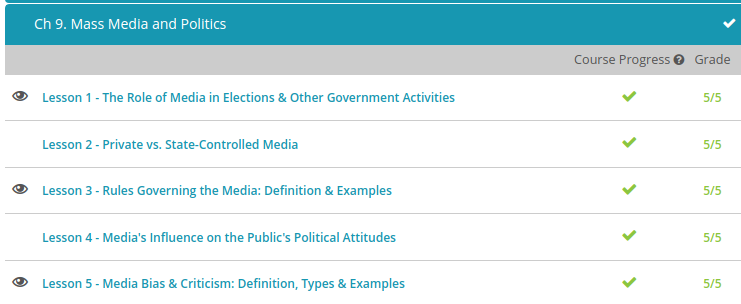 Ch 9. Mass Media and Politics
Course Progress ? Grade
Lesson 1 - The Role of Media in Elections & Other Government Activities 5/5
Lesson 2 - Private vs. State-Controlled Media 5/5
Lesson 3 - Rules Governing the Media: Definition & Examples 5/5
Lesson 4 - Media's Influence on the Public's Political Attitudes 5/5
Lesson 5 - Media Bias & Criticism: Definition, Types & Examples 5/5